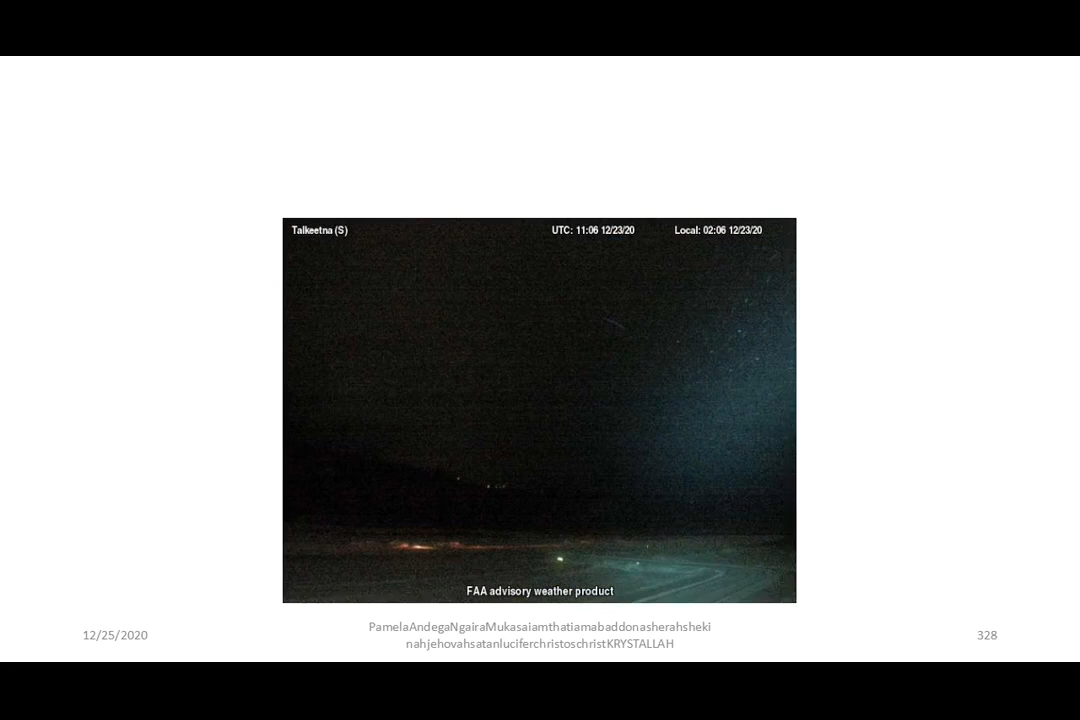 Talkeetna (S) UTC: 11:06 12/23/20 Local: 02:06 12/23/20
FAA advisory weather product
12/25/2020
PamelaAndegaNgairaMukasaiamthatiamabaddonasherahsheki
nahjehovahsatanluciferchristoschristKRYSTALLAH
328